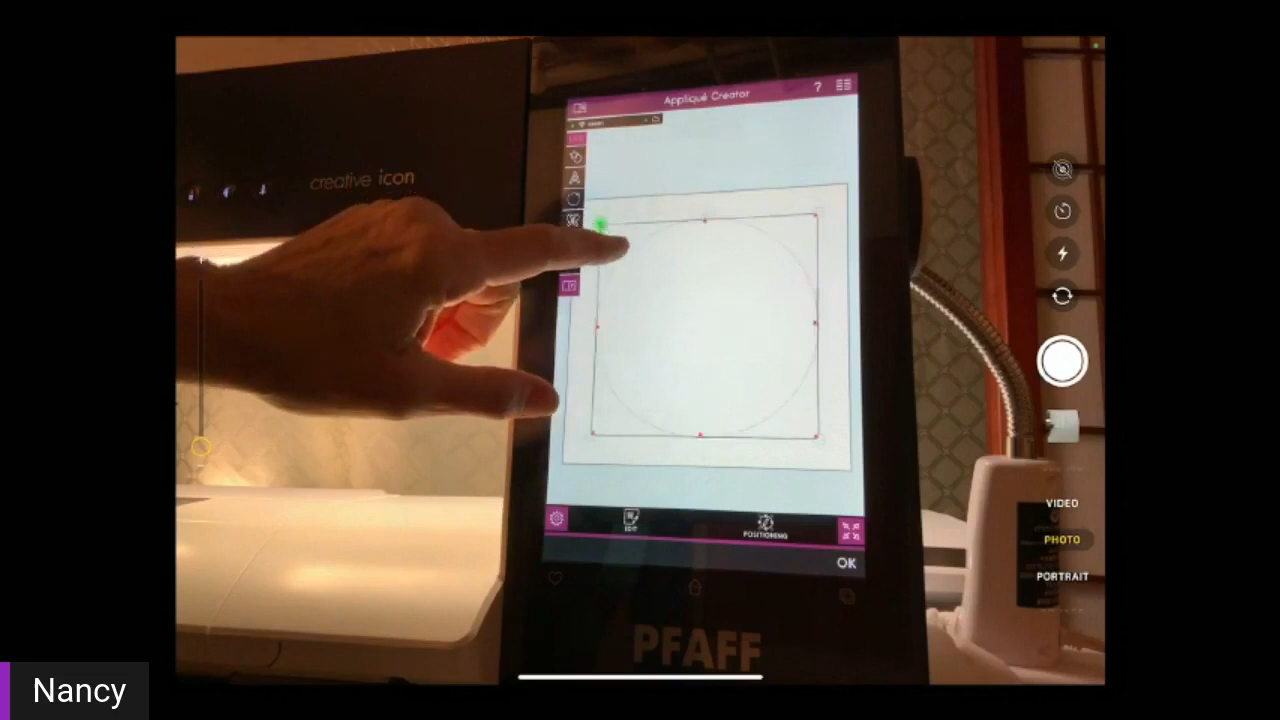 Appliqué Creator ?
creative icon
EDIT
POSITIONING
OK
PFAFF
VIDEO
PHOTO
PORTRAIT
Nancy